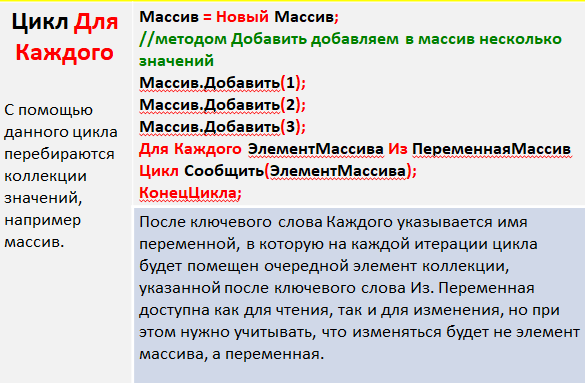 Цикл Для
Каждого
С помощью
данного цикла
перебираются
коллекции
значений,
например
массив.
Массив = Новый Массив;
//методом Добавить добавляем в массив несколько
значений
Массив.Добавить(1);
Массив.Добавить(2);
Массив.Добавить(3);
Для Каждого ЭлементМассива Из ПеременнаяМассив
Цикл Сообщить(ЭлементМассива);
КонецЦикла;
После ключевого слова Каждого указывается имя
переменной, в которую на каждой итерации цикла
будет помещен очередной элемент коллекции,
указанной после ключевого слова Из. Переменная
доступна как для чтения, так и для изменения, но при
этом нужно учитывать, что изменяться будет не элемент
массива, а переменная.